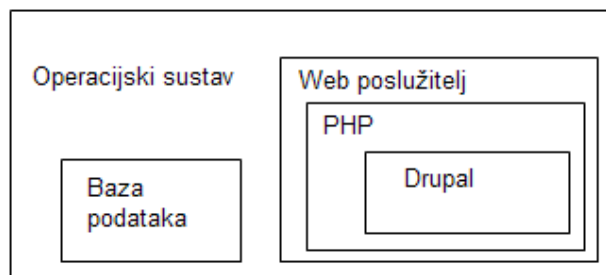 Operacijski sustav
Web poslužitelj
PHP
Drupal
Baza
podataka